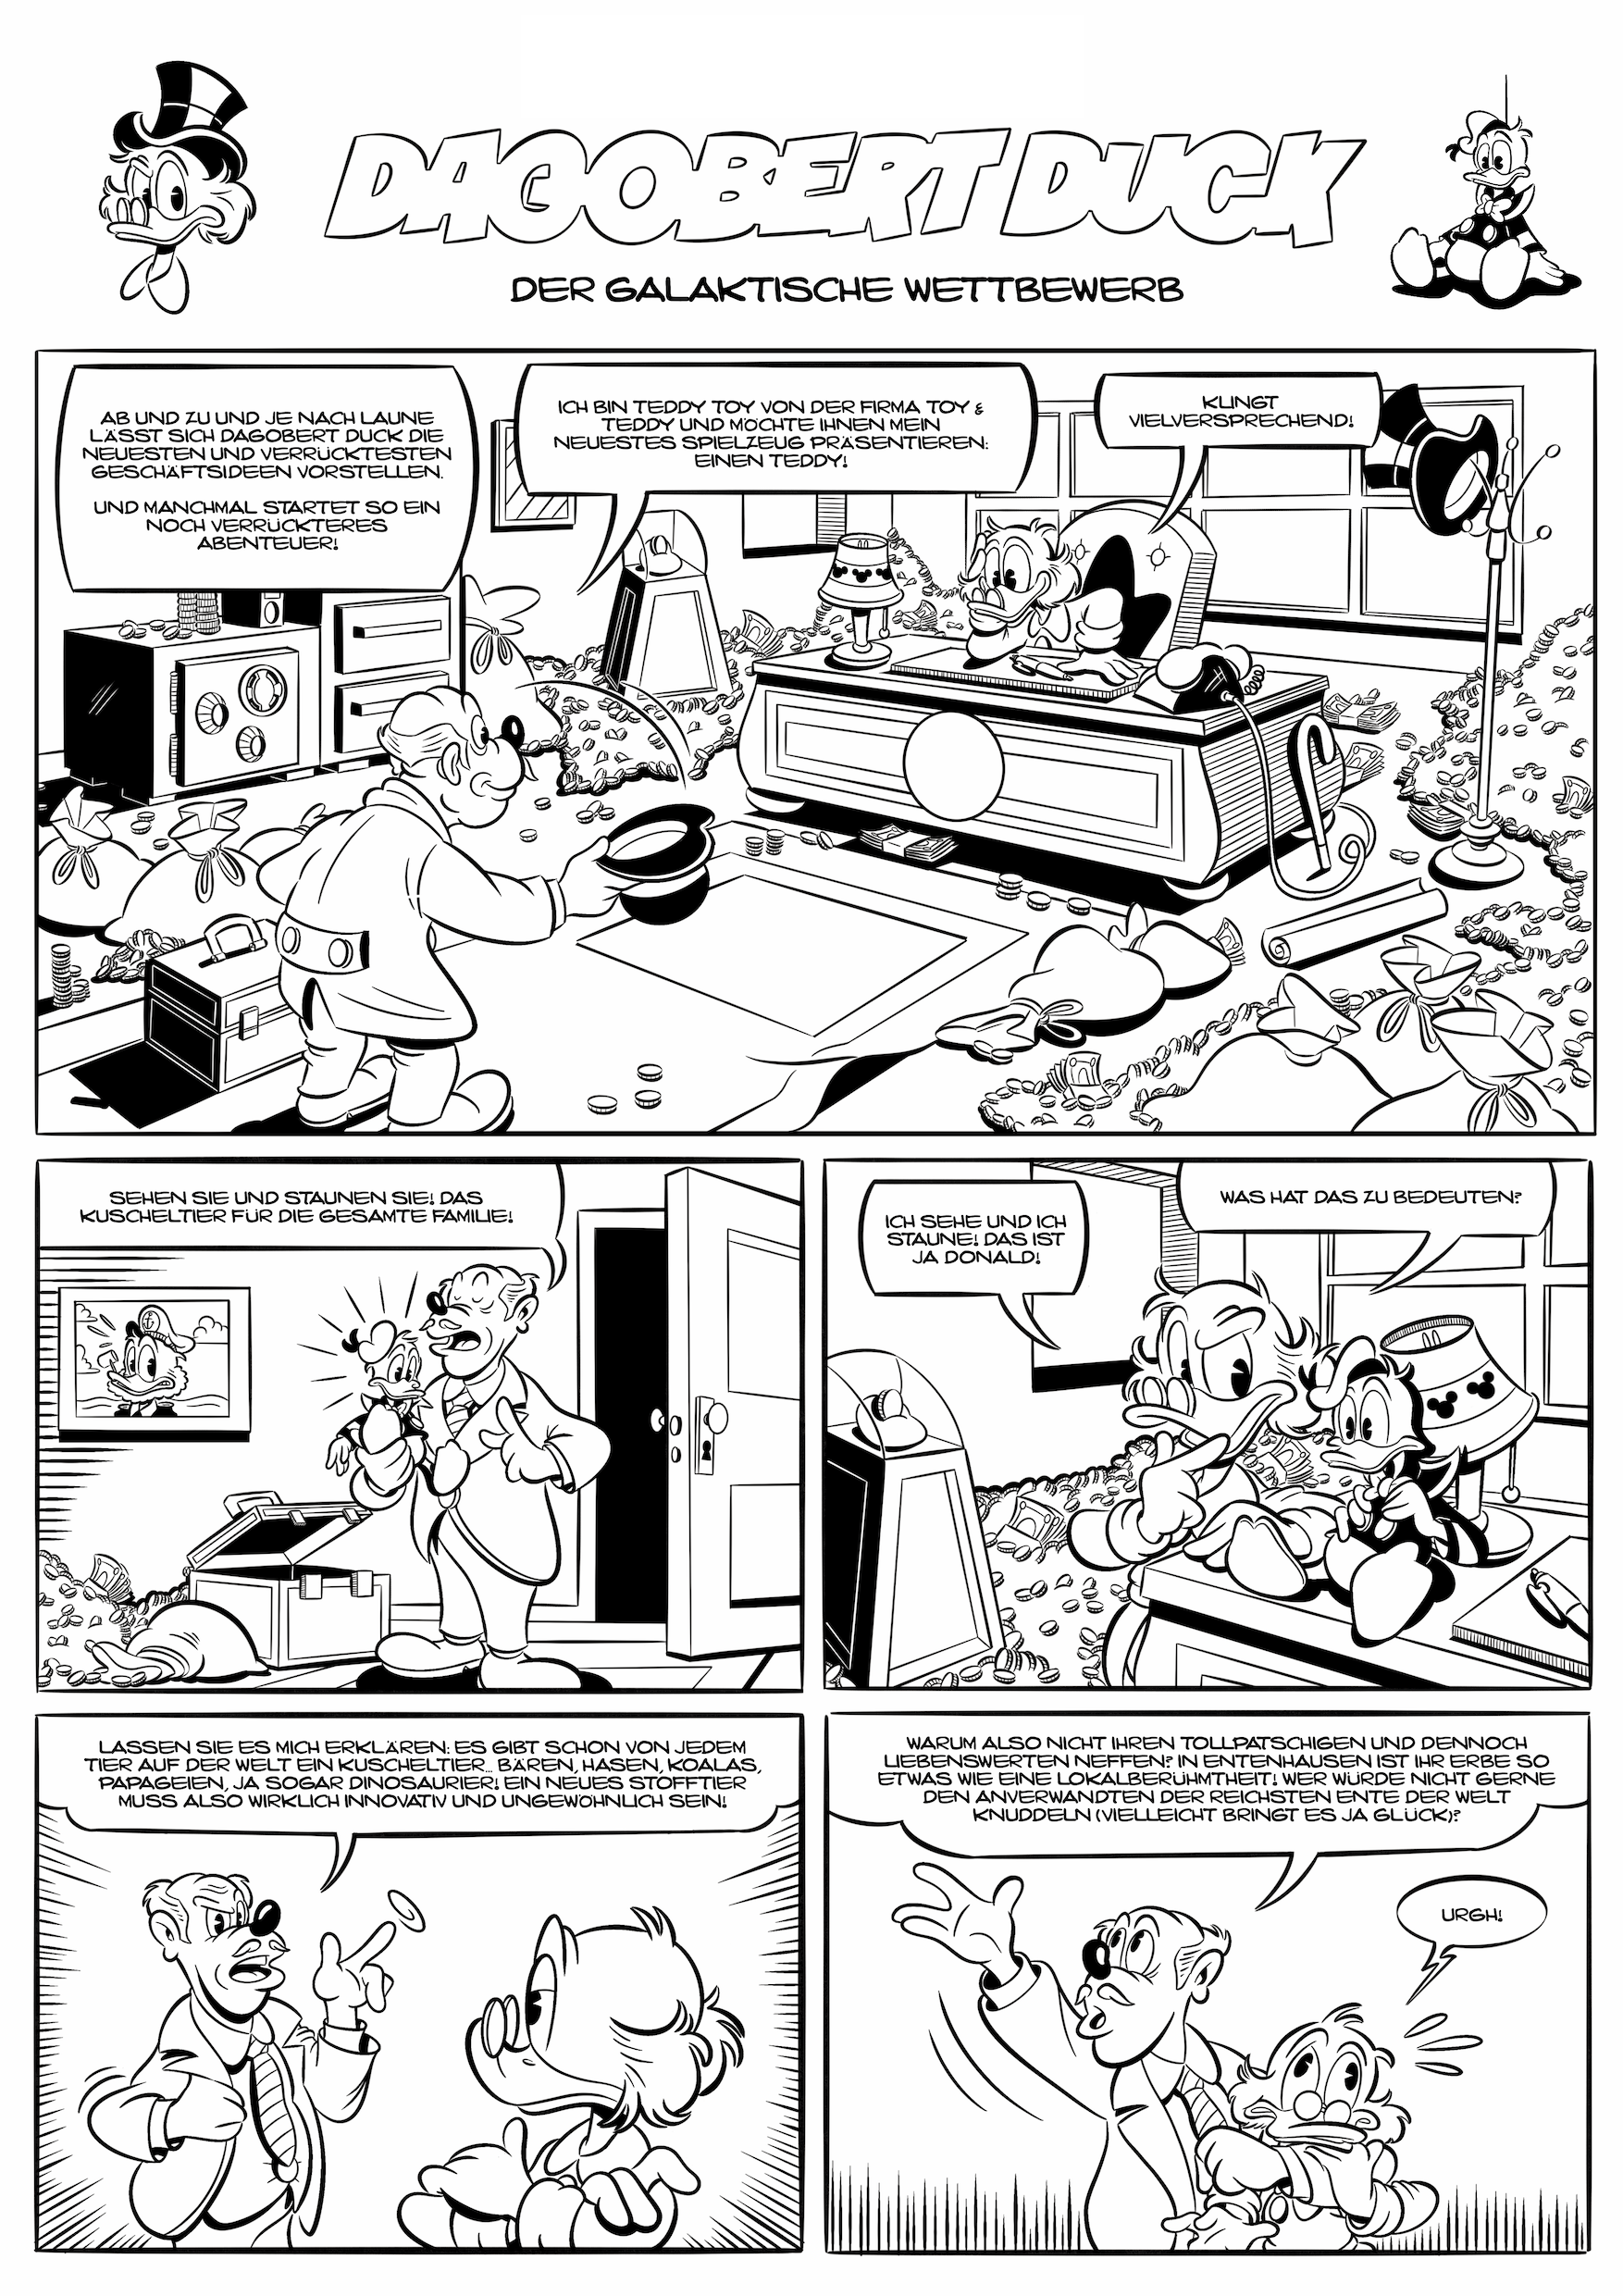 DAGOBERT DUCK
DER GALAKTISCHE WETTBEWERB
AB UND ZU UND JE NACH LAUNE
LÄSST SICH DAGOBERT DUCK DIE
NEUESTEN UND VERRÜCKTESTEN
GESCHÄFTSIDEEN VORSTELLEN.
UND MANCHMAL STARTET SO EIN
NOCH VERRÜCKTERES
ABENTEUER!
ICH BIN TEDDY TOY VON DER FIRMA TOY &
TEDDY UND MÖCHTE IHNEN MEIN
NEUESTES SPIELZEUG PRÄSENTIEREN:
EINEN TEDDY!
KLINGT
VIELVERSPRECHEND!
SEHEN SIE UND STAUNEN SIE! DAS
KUSCHELTIER FÜR DIE GESAMTE FAMILIE!
ICH SEHE UND ICH
STAUNE! DAS IST
JA DONALD!
WAS HAT DAS ZU BEDEUTEN?
LASSEN SIE ES MICH ERKLÄREN: ES GIBT SCHON VON JEDEM
TIER AUF DER WELT EIN KUSCHELTIER... BÄREN, HASEN, KOALAS,
PAPAGEIEN, JA SOGAR DINOSAURIER! EIN NEUES STOFFTIER
MUSS ALSO WIRKLICH INNOVATIV UND UNGEWÖHNLICH SEIN!
WARUM ALSO NICHT IHREN TOLLPATSCHIGEN UND DENNOCH
LIEBENSWERTEN NEFFEN? IN ENTENHAUSEN IST IHR ERBE SO
ETWAS WIE EINE LOKALBERÜHMTHEIT! WER WÜRDE NICHT GERNE
DEN ANVERWANDTEN DER REICHSTEN ENTE DER WELT
KNUDDELN (VIELLEICHT BRINGT ES JA GLÜCK)?
URGH!